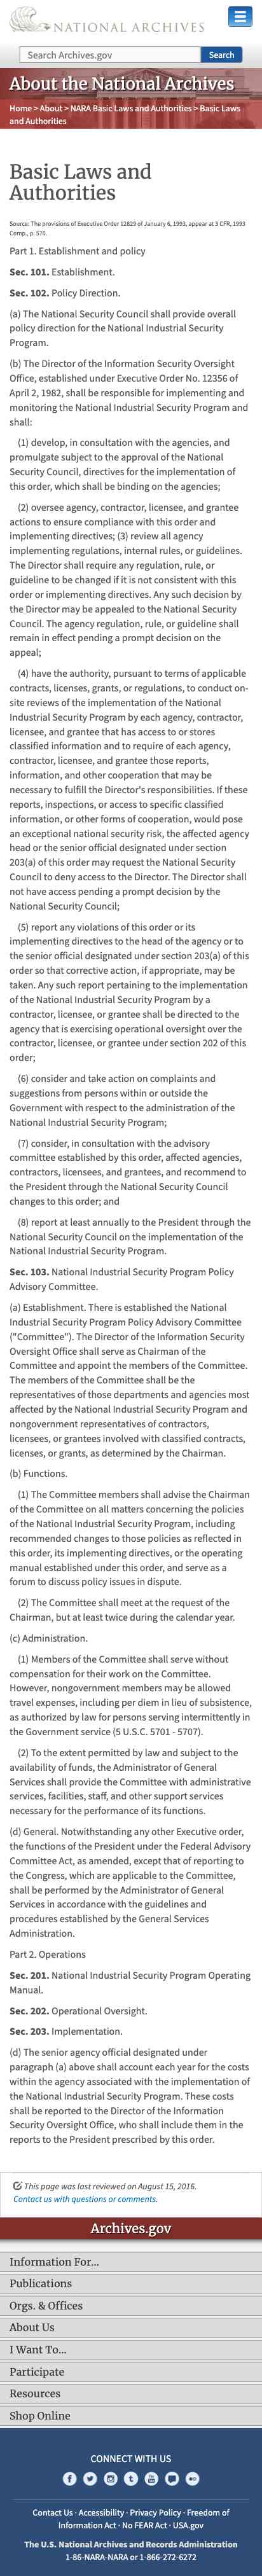 NATIONAL ARCHIVES
Search Archives.gov
Search
About the National Archives
Home > About > NARA Basic Laws and Authorities > Basic Laws
and Authorities
Basic Laws and
Authorities
Source: The provisions of Executive Order 12829 of January 6, 1993, appear at 3 CFR, 1993
Comp., p. 570.
Part 1. Establishment and policy
Sec. 101. Establishment.
Sec. 102. Policy Direction.
(a) The National Security Council shall provide overall
policy direction for the National Industrial Security
Program.
(b) The Director of the Information Security Oversight
Office, established under Executive Order No. 12356 of
April 2, 1982, shall be responsible for implementing and
monitoring the National Industrial Security Program and
shall:
(1) develop, in consultation with the agencies, and
promulgate subject to the approval of the National
Security Council, directives for the implementation of
this order, which shall be binding on the agencies;
(2) oversee agency, contractor, licensee, and grantee
actions to ensure compliance with this order and
implementing directives; (3) review all agency
implementing regulations, internal rules, or guidelines.
The Director shall require any regulation, rule, or
guideline to be changed if it is not consistent with this
order or implementing directives. Any such decision by
the Director may be appealed to the National Security
Council. The agency regulation, rule, or guideline shall
remain in effect pending a prompt decision on the
appeal;
(4) have the authority, pursuant to terms of applicable
contracts, licenses, grants, or regulations, to conduct on-
site reviews of the implementation of the National
Industrial Security Program by each agency, contractor,
licensee, and grantee that has access to or stores
classified information and to require of each agency,
contractor, licensee, and grantee those reports,
information, and other cooperation that may be
necessary to fulfill the Director's responsibilities. If these
reports, inspections, or access to specific classified
information, or other forms of cooperation, would pose
an exceptional national security risk, the affected agency
head or the senior official designated under section
203(a) of this order may request the National Security
Council to deny access to the Director. The Director shall
not have access pending a prompt decision by the
National Security Council;
(5) report any violations of this order or its
implementing directives to the head of the agency or to
the senior official designated under section 203(a) of this
order so that corrective action, if appropriate, may be
taken. Any such report pertaining to the implementation
of the National Industrial Security Program by a
contractor, licensee, or grantee shall be directed to the
agency that is exercising operational oversight over the
contractor, licensee, or grantee under section 202 of this
order;
(6) consider and take action on complaints and
suggestions from persons within or outside the
Government with respect to the administration of the
National Industrial Security Program;
(7) consider, in consultation with the advisory
committee established by this order, affected agencies,
contractors, licensees, and grantees, and recommend to
the President through the National Security Council
changes to this order; and
(8) report at least annually to the President through the
National Security Council on the implementation of the
National Industrial Security Program.
Sec. 103. National Industrial Security Program Policy
Advisory Committee.
(a) Establishment. There is established the National
Industrial Security Program Policy Advisory Committee
("Committee"). The Director of the Information Security
Oversight Office shall serve as Chairman of the
Committee and appoint the members of the Committee.
The members of the Committee shall be the
representatives of those departments and agencies most
affected by the National Industrial Security Program and
nongovernment representatives of contractors,
licensees, or grantees involved with classified contracts,
licenses, or grants, as determined by the Chairman.
(b) Functions.
(1) The Committee members shall advise the Chairman
of the Committee on all matters concerning the policies
of the National Industrial Security Program, including
recommended changes to those policies as reflected in
this order, its implementing directives, or the operating
manual established under this order, and serve as a
forum to discuss policy issues in dispute.
(2) The Committee shall meet at the request of the
Chairman, but at least twice during the calendar year.
(c) Administration.
(1) Members of the Committee shall serve without
compensation for their work on the Committee.
However, nongovernment members may be allowed
travel expenses, including per diem in lieu of subsistence,
as authorized by law for persons serving intermittently in
the Government service (5 U.S.C. 5701 - 5707).
(2) To the extent permitted by law and subject to the
availability of funds, the Administrator of General
Services shall provide the Committee with administrative
services, facilities, staff, and other support services
necessary for the performance of its functions.
(d) General. Notwithstanding any other Executive order,
the functions of the President under the Federal Advisory
Committee Act, as amended, except that of reporting to
the Congress, which are applicable to the Committee,
shall be performed by the Administrator of General
Services in accordance with the guidelines and
procedures established by the General Services
Administration.
Part 2. Operations
Sec. 201. National Industrial Security Program Operating
Manual.
Sec. 202. Operational Oversight.
Sec. 203. Implementation.
(d) The senior agency official designated under
paragraph (a) above shall account each year for the costs
within the agency associated with the implementation of
the National Industrial Security Program. These costs
shall be reported to the Director of the Information
Security Oversight Office, who shall include them in the
reports to the President prescribed by this order.
This page was last reviewed on August 15, 2016.
Contact us with questions or comments.
Archives.gov
Information For...
Publications
Orgs. & Offices
About Us
I Want To...
Participate
Resources
Shop Online
CONNECT WITH US
Contact Us · Accessibility · Privacy Policy · Freedom of
Information Act · No FEAR Act · USA.gov
The U.S. National Archives and Records Administration
1-86-NARA-NARA or 1-866-272-6272